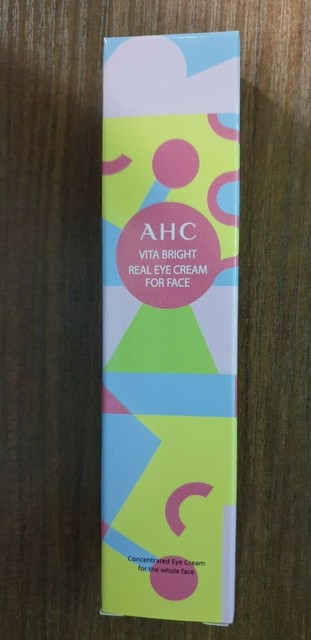 AHC
VITA BRIGHT
REAL EYE CREAM
FOR FACE
Concentrated Eye Cream
for the whole face